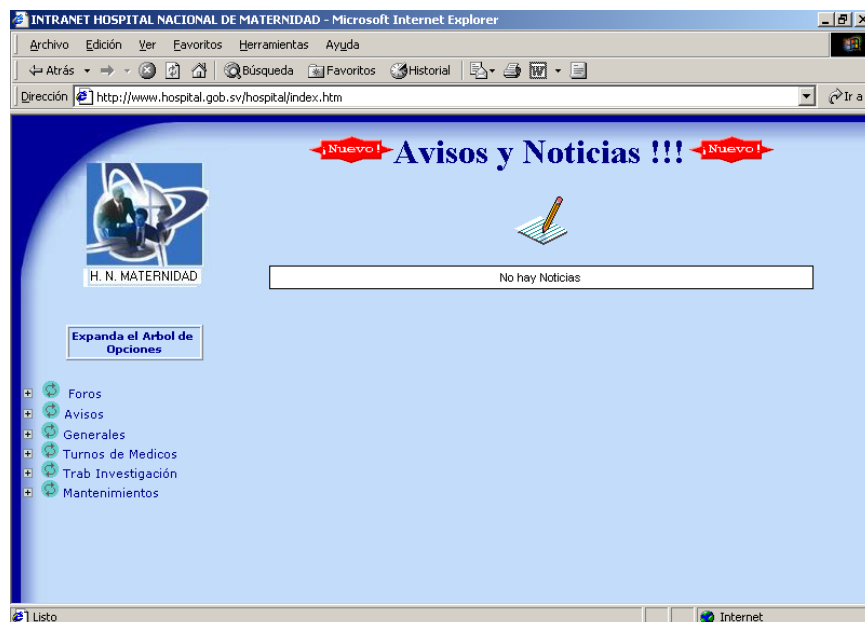 INTRANET HOSPITAL NACIONAL DE MATERNIDAD - Microsoft Internet Explorer
Archivo Edición Ver Favoritos Herramientas Ayuda
Atrás Búsqueda Favoritos Historial
Dirección http://www.hospital.gob.sv/hospital/index.htm Ir a
¡Nuevo! Avisos y Noticias !!! ¡Nuevo!
H. N. MATERNIDAD
No hay Noticias
Expanda el Arbol de
Opciones
Foros
Avisos
Generales
Turnos de Medicos
Trab Investigación
Mantenimientos
Listo Internet